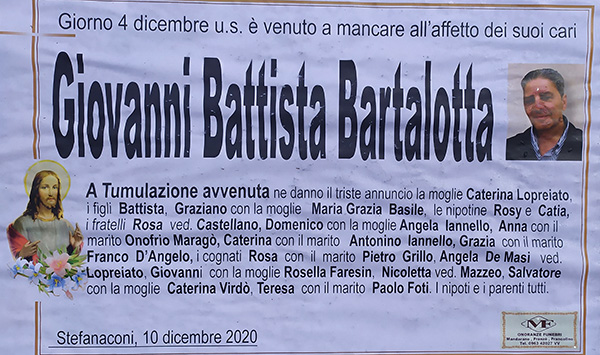 Giorno 4 dicembre u.s. è venuto a mancare all'affetto dei suoi cari
Giovanni Battista Bartalotta
A Tumulazione avvenuta ne danno il triste annuncio la moglie Caterina Lopreiato,
i figli Battista, Graziano con la moglie Maria Grazia Basile, le nipotine Rosy e Catia,
i fratelli Rosa ved. Castellano, Domenico con la moglie Angela Iannello, Anna con il
marito Onofrio Maragò, Caterina con il marito Antonino Iannello, Grazia con il marito
Franco D'Angelo, i cognati Rosa con il marito Pietro Grillo, Angela De Masi ved.
Lopreiato, Giovanni con la moglie Rosella Faresin, Nicoletta ved. Mazzeo, Salvatore
con la moglie Caterina Virdò, Teresa con il marito Paolo Foti. I nipoti e i parenti tutti.
Stefanaconi, 10 dicembre 2020
MF
ONORANZE FUNEBRI